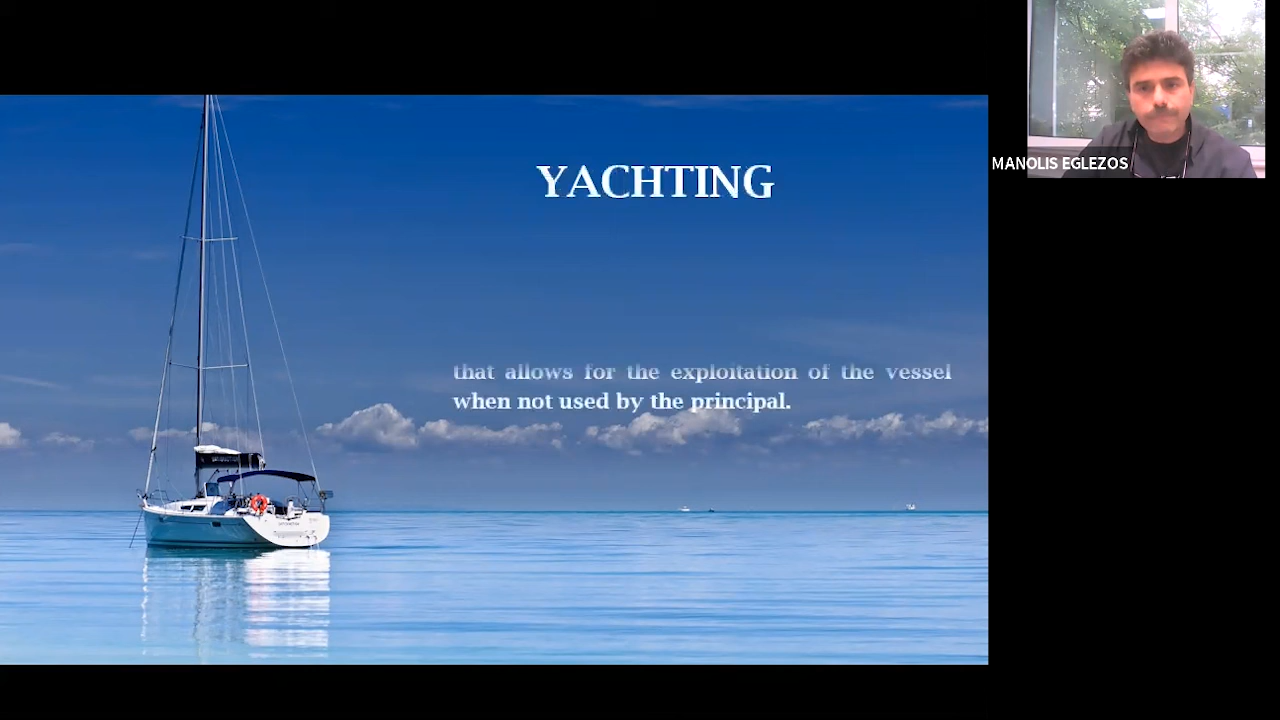 YACHTING
MANOLIS EGLEZOS
that allows for the exploitation of the vessel
when not used by the principal.